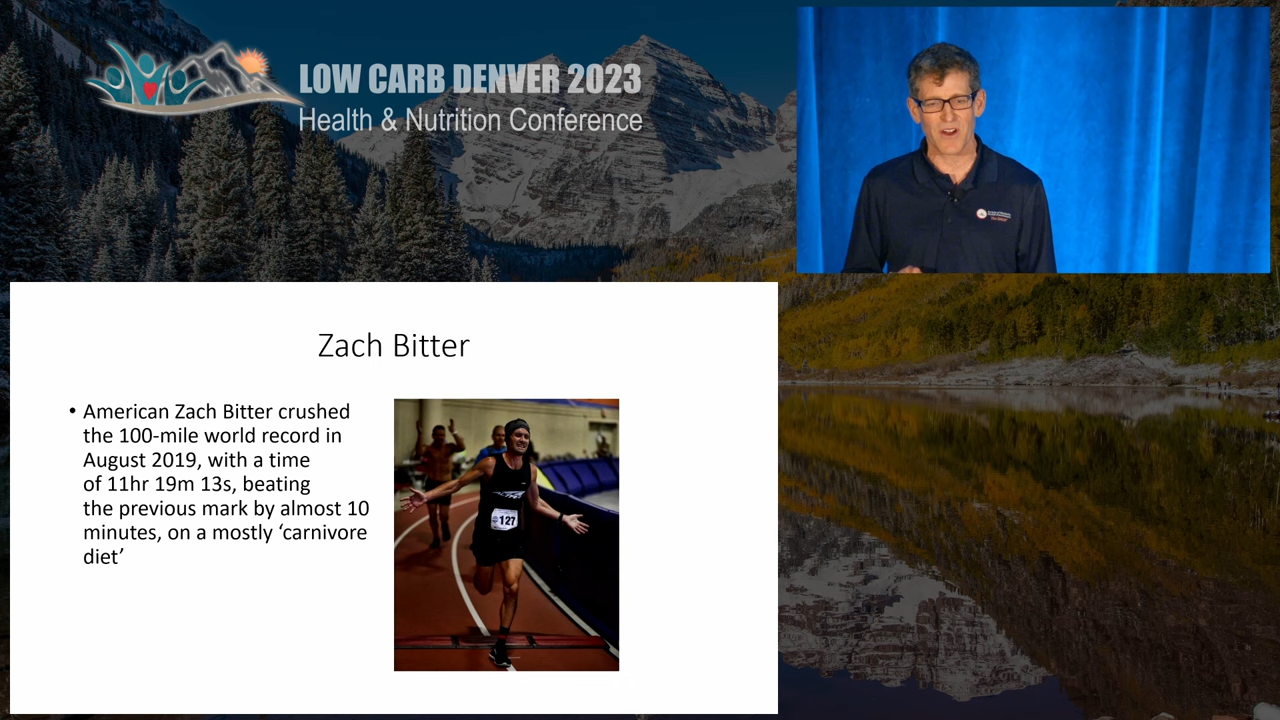 LOW CARB DENVER 2023
Health & Nutrition Conference
Zach Bitter
• American Zach Bitter crushed
the 100-mile world record in
August 2019, with a time
of 11hr 19m 13s, beating
the previous mark by almost 10
minutes, on a mostly ‘carnivore
diet’
127